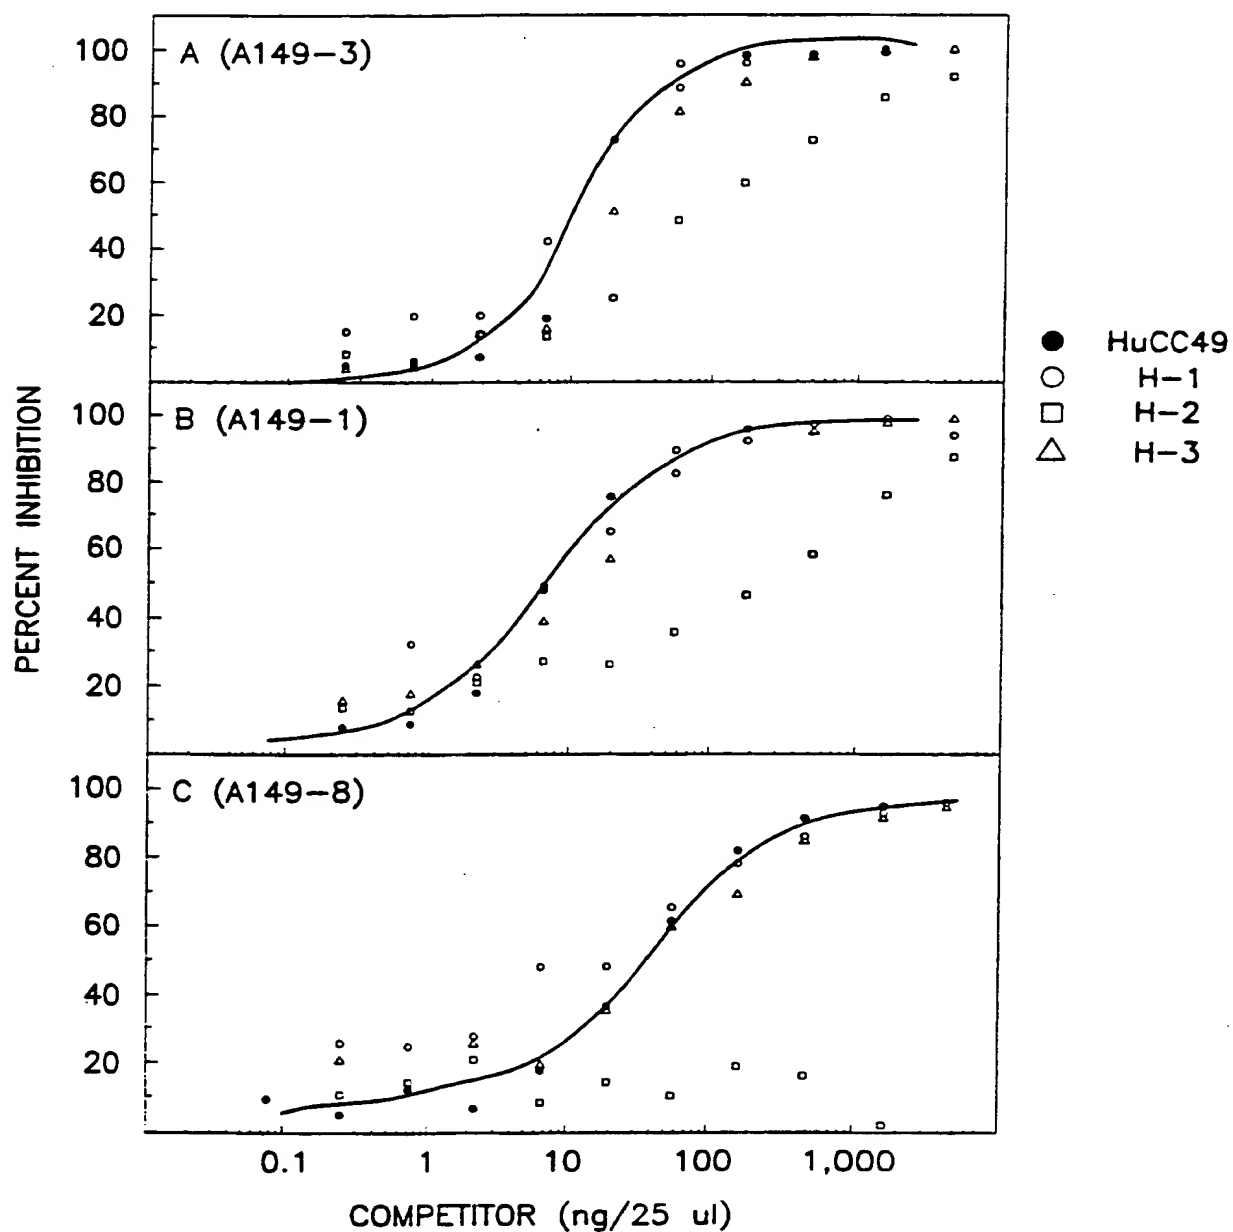 A (A149-3)
100
80
60
40
20
B (A149-1)
100
80
60
40
20
C (A149-8)
100
80
60
40
20
0.1 1 10 100 1,000
COMPETITOR (ng/25 ul)
PERCENT INHIBITION
HuCC49
H-1
H-2
H-3